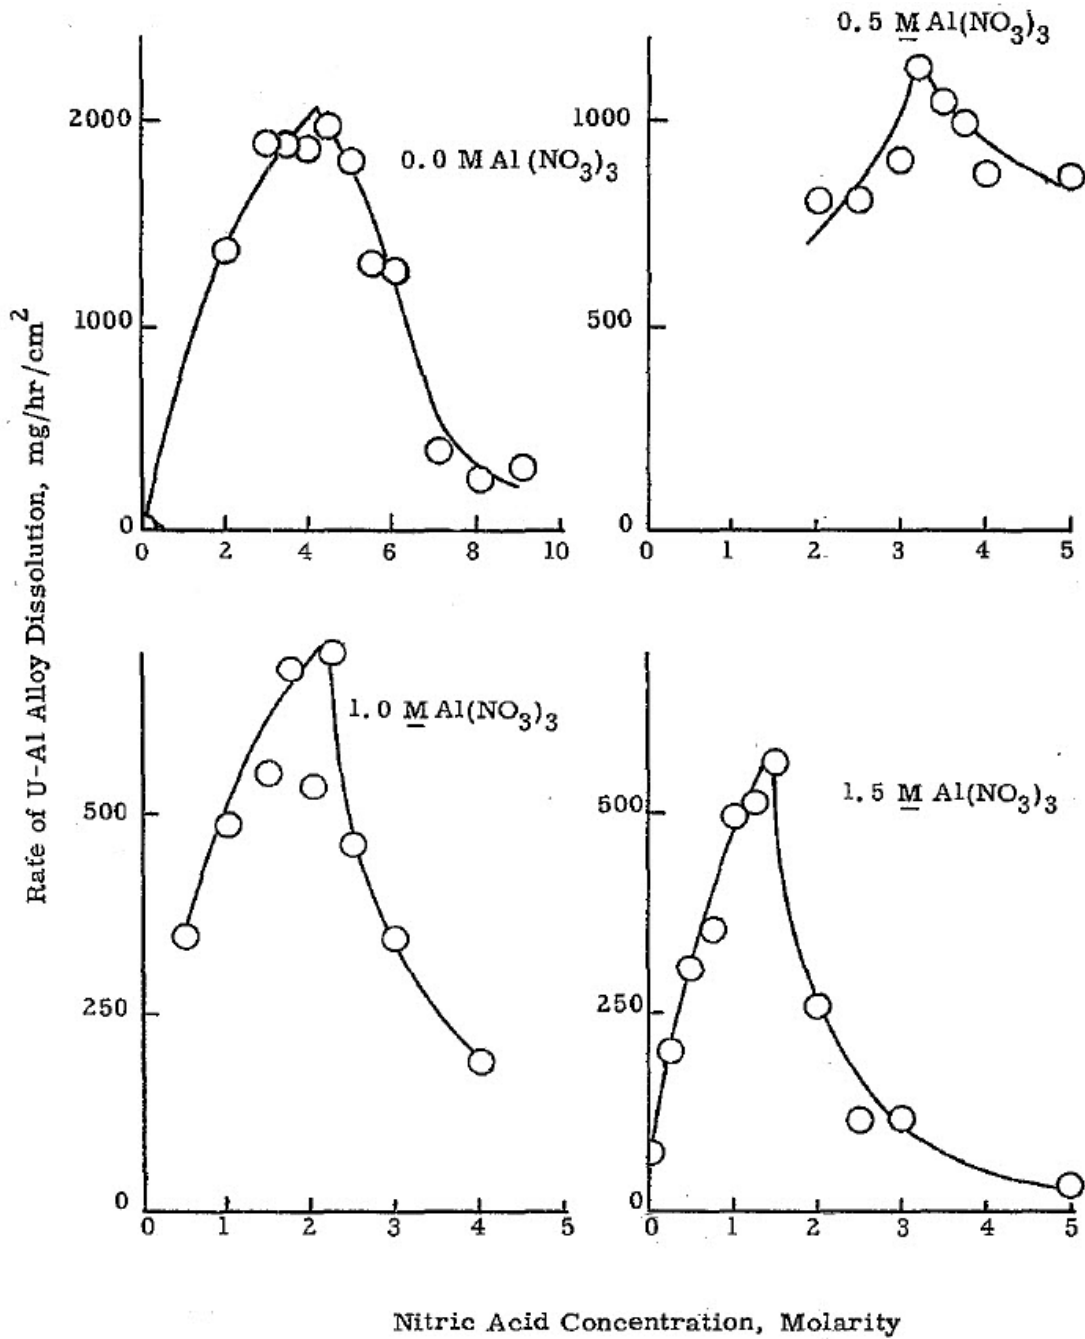 0.5 M Al(NO3)3
2000
1000
0
0.0 M Al(NO3)3
0 2 4 6 8 10
1000
500
0
0 1 2 3 4 5
Rate of U-Al Alloy Dissolution, mg/hr/cm2
1.0 M Al(NO3)3
500
250
0
0 1 2 3 4 5
1.5 M Al(NO3)3
500
250
0
0 1 2 3 4 5
Nitric Acid Concentration, Molarity